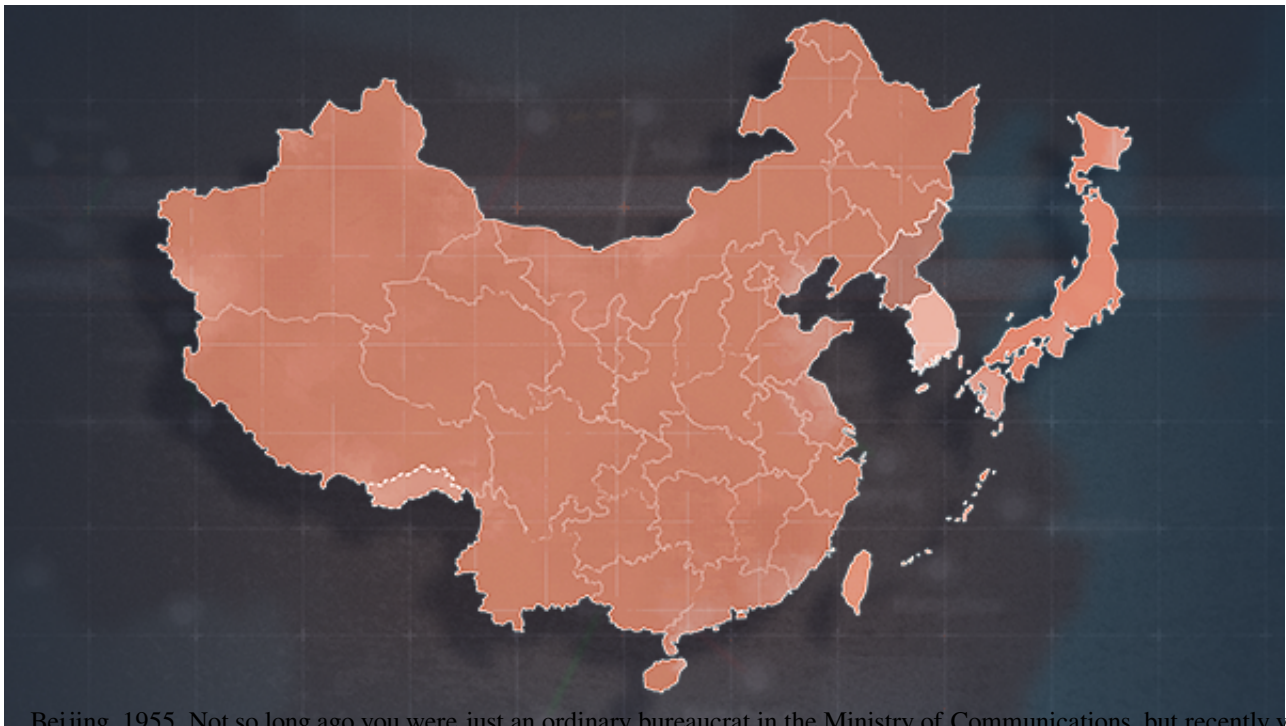 Beijing, 1955. Not so long ago you were just an ordinary bureaucrat in the Ministry of Communications, but recently,